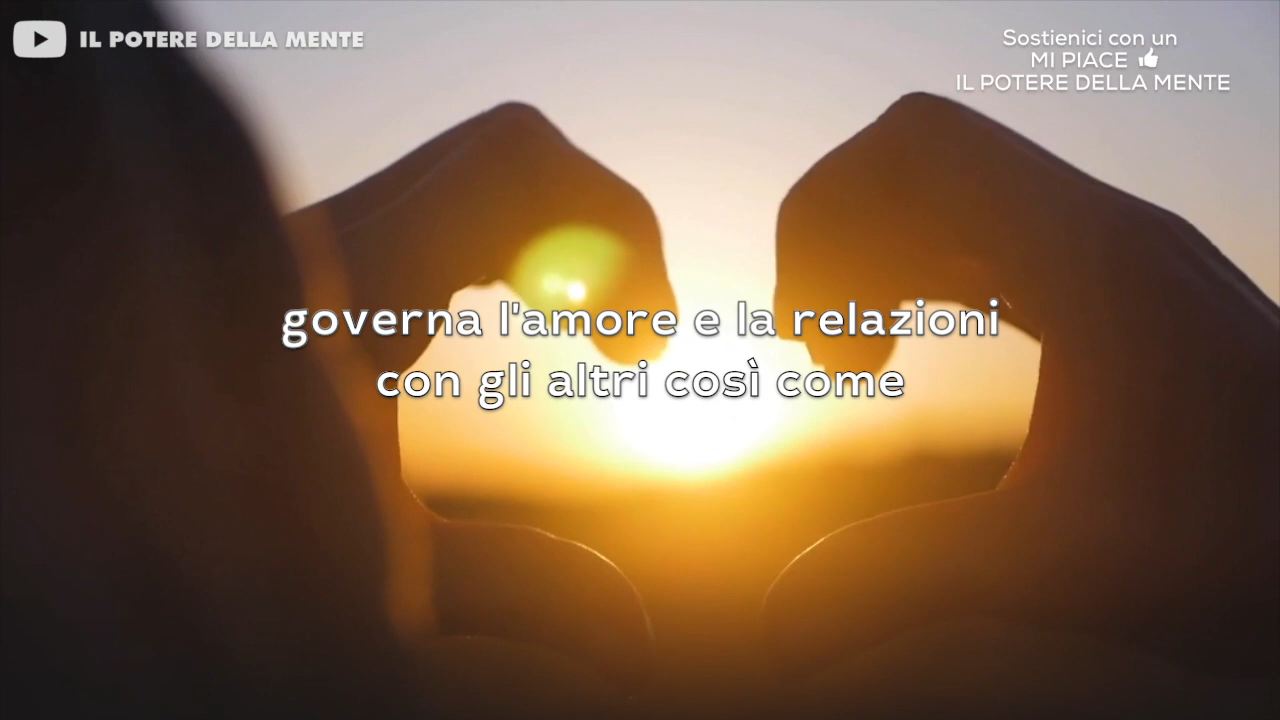 IL POTERE DELLA MENTE
Sostienici con un
MI PIACE
IL POTERE DELLA MENTE
governa l'amore e la relazioni
con gli altri così come